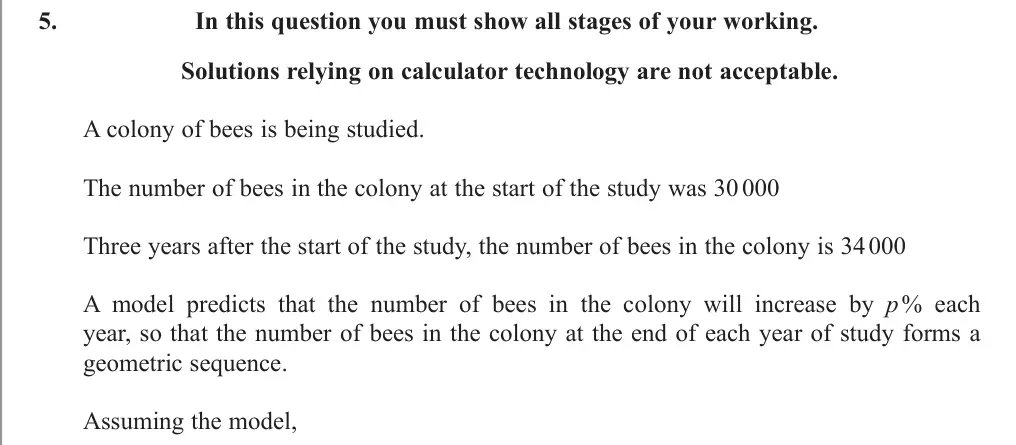 5. In this question you must show all stages of your working.
Solutions relying on calculator technology are not acceptable.
A colony of bees is being studied.
The number of bees in the colony at the start of the study was 30 000
Three years after the start of the study, the number of bees in the colony is 34 000
A model predicts that the number of bees in the colony will increase by p% each
year, so that the number of bees in the colony at the end of each year of study forms a
geometric sequence.
Assuming the model,